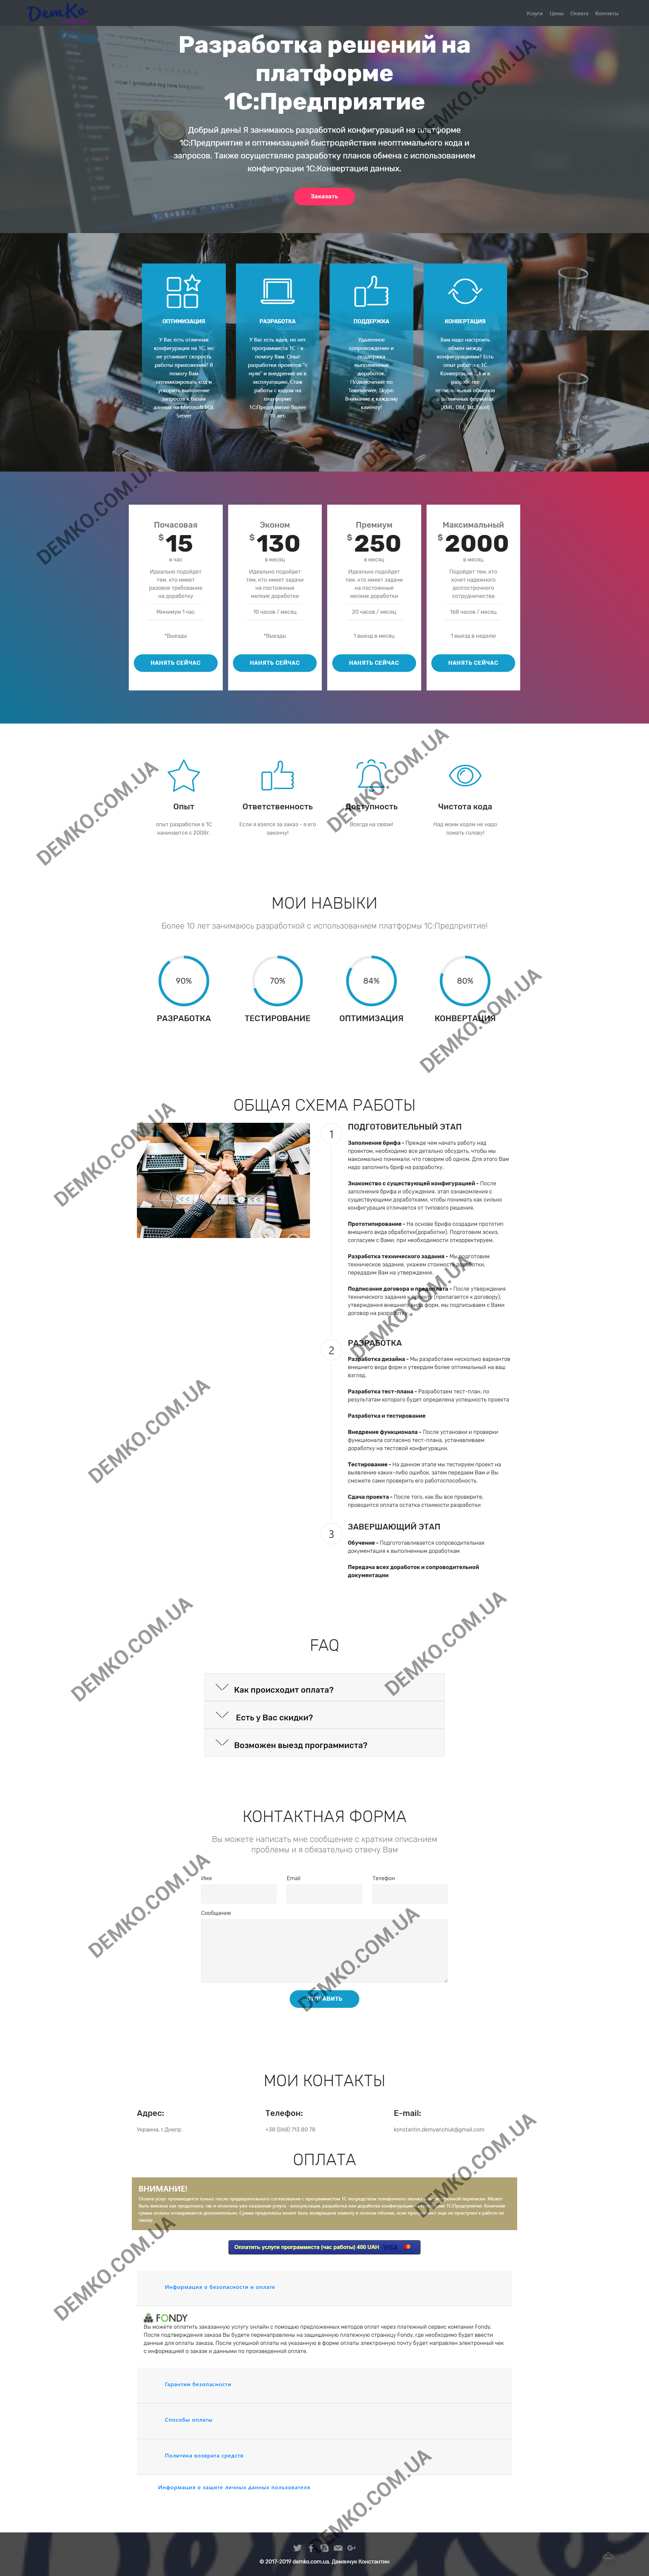 DemKo
Услуги Цены Оплата Контакты
Разработка решений на
платформе
1С:Предприятие
Добрый день! Я занимаюсь разработкой конфигураций на платформе
1С:Предприятие и оптимизацией быстродействия неоптимального кода и
запросов. Также осуществляю разработку планов обмена с использованием
конфигурации 1С:Конвертация данных.
Заказать
DEMKO.COM.UA
ОПТИМИЗАЦИЯ
У Вас есть отличная
конфигурация на 1С, но
не устаивает скорость
работы приложения? Я
помогу Вам
оптимизировать код и
ускорить выполнение
запросов к базам
данных на Microsoft SQL
Server
РАЗРАБОТКА
У Вас есть идея, но нет
программиста 1С - я
помогу Вам. Опыт
разработки проектов "с
нуля" и внедрение их в
эксплуатацию. Стаж
работы с кодом на
платформе
1С:Предприятие более
10 лет.
ПОДДЕРЖКА
Удаленное
сопровождение и
поддержка
выполненных
доработок.
Подключение по
Teamviewer, Skype.
Внимание к каждому
клиенту!
КОНВЕРТАЦИЯ
Вам надо настроить
обмен между
конфигурациями? Есть
опыт работы с 1С
разработке
обменов
в различных форматах
(XML, Dbf, Txt, Excel)
DEMKO.COM.UA
DEMKO.COM.UA
Почасовая
$ 15
в час
Идеально подойдет
тем, кто имеет
разовое требование
на доработку
Минимум 1 час
*Выезды
НАНЯТЬ СЕЙЧАС
Эконом
$ 130
в месяц
Идеально подойдет
тем, кто имеет задачи
на постоянные
мелкие доработки
10 часов / месяц
*Выезды
НАНЯТЬ СЕЙЧАС
Премиум
$ 250
в месяц
Идеально подойдет
тем, кто имеет задачи
на постоянные
мелкие доработки
20 часов / месяц
1 выезд в месяц
НАНЯТЬ СЕЙЧАС
Максимальный
$ 2000
в месяц
Подойдет тем, кто
хочет надежного
долгосрочного
сотрудничества
168 часов / месяц
1 выезд в неделю
НАНЯТЬ СЕЙЧАС
DEMKO.COM.UA
DEMKO.COM.UA
Опыт
опыт разработки в 1С
начинается с 2008г.
Ответственность
Если я взялся за заказ - я его
закончу!
Доступность
Всегда на связи!
Чистота кода
Над моим кодом не надо
ломать голову!
МОИ НАВЫКИ
Более 10 лет занимаюсь разработкой с использованием платформы 1С:Предприятие!
90% 70% 84% 80%
РАЗРАБОТКА ТЕСТИРОВАНИЕ ОПТИМИЗАЦИЯ КОНВЕРТАЦИЯ
DEMKO.COM.UA
ОБЩАЯ СХЕМА РАБОТЫ
DEMKO.COM.UA
1 ПОДГОТОВИТЕЛЬНЫЙ ЭТАП
Заполнение брифа - Прежде чем начать работу над
проектом, необходимо все детально обсудить, чтобы мы
максимально понимали, что говорим об одном. Для этого Вам
надо заполнить бриф на разработку.
Знакомство с существующей конфигурацией - После
заполнения брифа и обсуждения, этап ознакомления с
существующими доработками, чтобы понимать как сильно
конфигурация отличается от типового решения.
Прототипирование - На основе брифа создадим прототип
внешнего вида обработки(доработки). Подготовим эскиз,
согласуем с Вами, при необходимости откорректируем.
Разработка технического задания - Мы подготовим
техническое задание, укажем стоимость доработки,
передадим Вам на утверждение.
Подписание договора и предоплата - После утверждения
технического задания к проекту (прилагается к договору),
утверждения внешнего вида форм, мы подписываем с Вами
договор на разработку.
DEMKO.COM.UA
2 РАЗРАБОТКА
Разработка дизайна - Мы разработаем несколько вариантов
внешнего вида форм и утвердим более оптимальный на ваш
взгляд.
Разработка тест-плана - Разработаем тест-план, по
результатам которого будет определена успешность проекта
Разработка и тестирование
Внедрение функционала - После установки и проверки
функционала согласено тест-плана, устанавливаем
доработку на тестовой конфигурации.
Тестирование - На данном этапе мы тестируем проект на
выявление каких-либо ошибок, затем передаем Вам и Вы
сможете сами проверить его работоспособность.
Сдача проекта - После того, как Вы все проверите,
проводится оплата остатка стоимости разработки
DEMKO.COM.UA
3 ЗАВЕРШАЮЩИЙ ЭТАП
Обучение - Подгототавливается сопроводительная
документация к выполненным доработкам
Передача всех доработок и сопроводительной
документации
DEMKO.COM.UA
DEMKO.COM.UA
FAQ
Как происходит оплата?
Есть у Вас скидки?
Возможен выезд программиста?
КОНТАКТНАЯ ФОРМА
Вы можете написать мне сообщение с кратким описанием
проблемы и я обязательно отвечу Вам
Имя Email Телефон
Сообщение
ОТПРАВИТЬ
DEMKO.COM.UA
DEMKO.COM.UA
МОИ КОНТАКТЫ
Адрес: Телефон: E-mail:
Украина, г.Днепр +38 (068) 713 80 78 konstantin.demyanchuk@gmail.com
ОПЛАТА
DEMKO.COM.UA
ВНИМАНИЕ!
Оплатить услуги программиста (час работы) 400 UAH VISA
DEMKO.COM.UA
Информация о безопасности и оплате
FONDY
Вы можете оплатить заказанную услугу онлайн с помощью предложенных методов оплат через платежный сервис компании Fondy.
После подтверждения заказа Вы будете перенаправлены на защищенную платежную страницу Fondy, где необходимо будет ввести
данные для оплаты заказа. После успешной оплаты на указанную в форме оплаты электронную почту будет направлен электронный чек
с информацией о заказе и данными по произведенной оплате.
Гарантии безопасности
Способы оплаты
Политика возврата средств
Информация о защите личных данных пользователя
DEMKO.COM.UA
© 2017-2019 demko.com.ua, Демянчук Константин